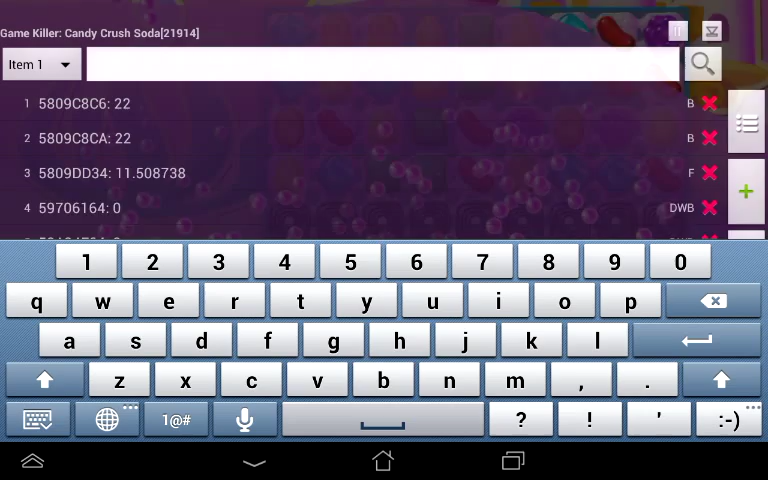 Game Killer: Candy Crush Soda[21914]
Item 1
1 5809C8C6: 22 B
2 5809C8CA: 22 B
3 5809DD34: 11.508738 F
4 59706164: 0 DWB
1 2 3 4 5 6 7 8 9 0
q w e r t y u i o p
a s d f g h j k l
z x c v b n m , .
1@# ? ! ' :-)